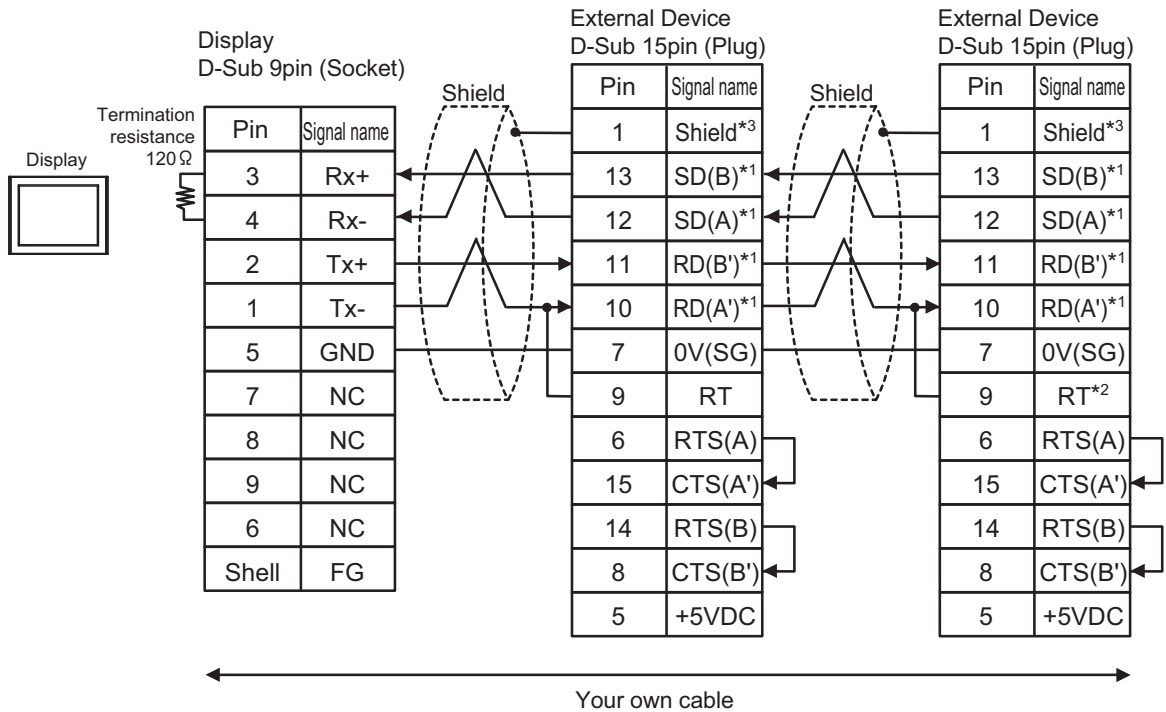 Display
D-Sub 9pin (Socket)
External Device
D-Sub 15pin (Plug)
External Device
D-Sub 15pin (Plug)
Display
Termination
resistance
120Ω
Shield
Shield
Pin Signal name
3 Rx+
4 Rx-
2 Tx+
1 Tx-
5 GND
7 NC
8 NC
9 NC
6 NC
Shell FG
Pin Signal name
1 Shield*3
13 SD(B)*1
12 SD(A)*1
11 RD(B')*1
10 RD(A')*1
7 0V(SG)
9 RT
6 RTS(A)
15 CTS(A')
14 RTS(B)
8 CTS(B')
5 +5VDC
Pin Signal name
1 Shield*3
13 SD(B)*1
12 SD(A)*1
11 RD(B')*1
10 RD(A')*1
7 0V(SG)
9 RT*2
6 RTS(A)
15 CTS(A')
14 RTS(B)
8 CTS(B')
5 +5VDC
Your own cable